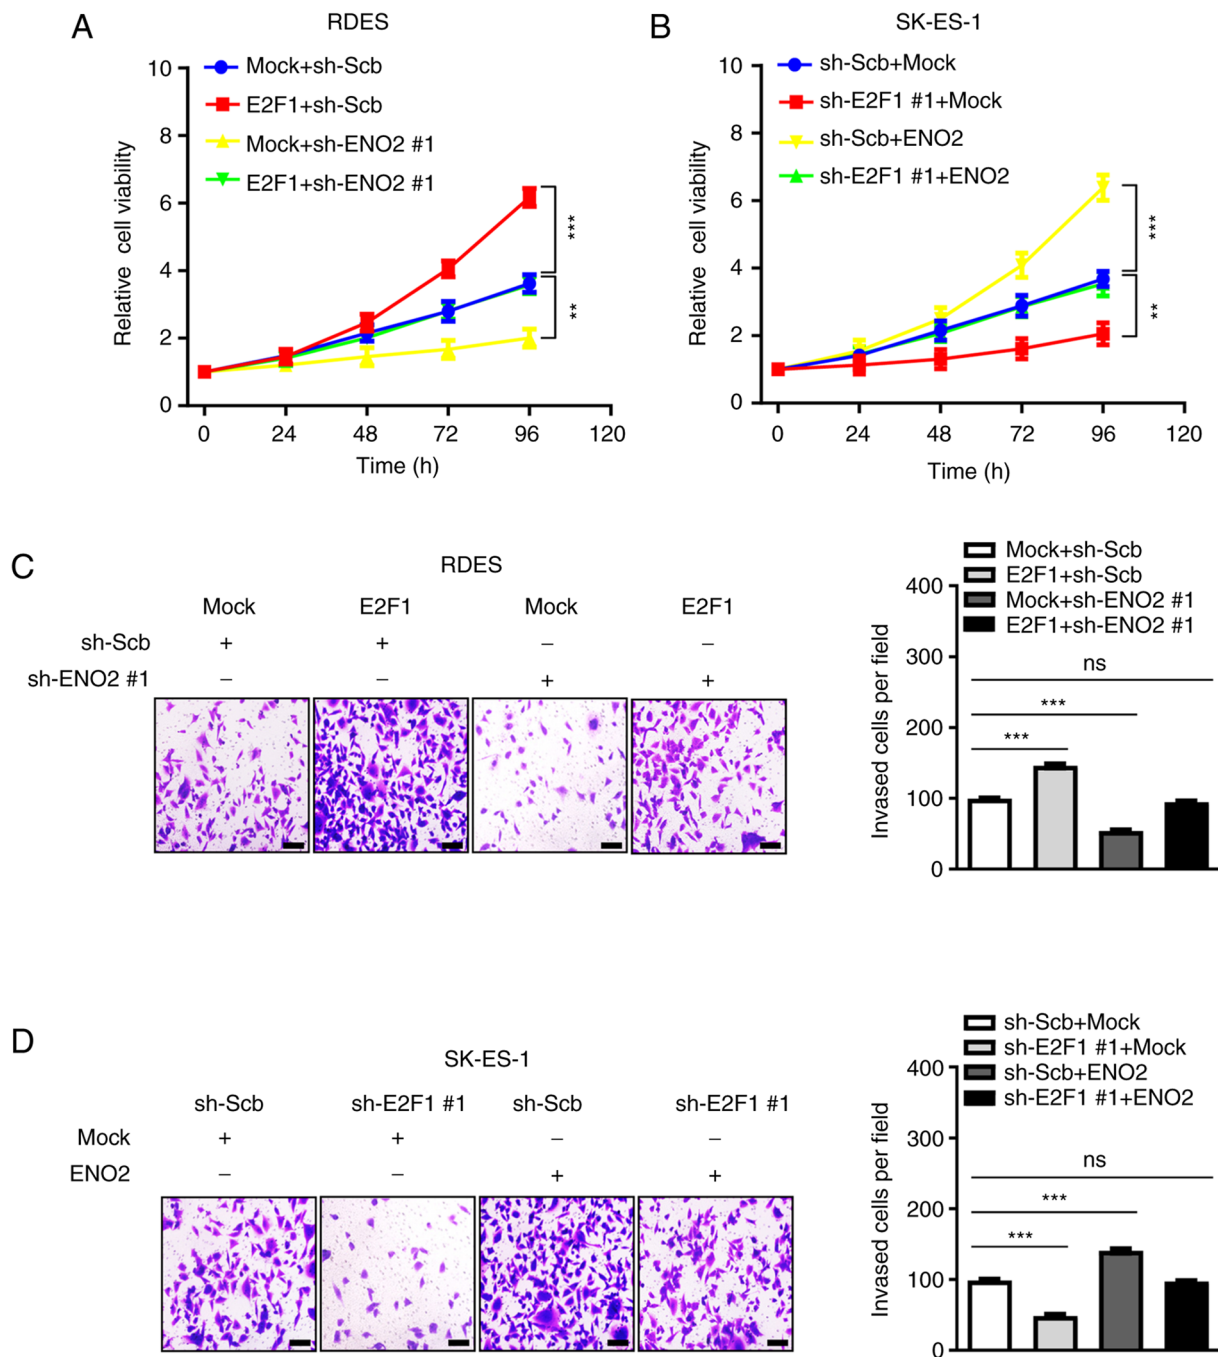 A
RDES
Mock+sh-Scb
E2F1+sh-Scb
Mock+sh-ENO2 #1
E2F1+sh-ENO2 #1
Relative cell viability
10
8
6
4
2
0
***
**
0 24 48 72 96 120
Time (h)
B
SK-ES-1
sh-Scb+Mock
sh-E2F1 #1+Mock
sh-Scb+ENO2
sh-E2F1 #1+ENO2
Relative cell viability
10
8
6
4
2
0
***
**
0 24 48 72 96 120
Time (h)
C
RDES
Mock E2F1 Mock E2F1
sh-Scb + + – –
sh-ENO2 #1 – – + +
Mock+sh-Scb
E2F1+sh-Scb
Mock+sh-ENO2 #1
E2F1+sh-ENO2 #1
Invased cells per field
400
300
200
100
0
ns
***
***
D
SK-ES-1
sh-Scb sh-E2F1 #1 sh-Scb sh-E2F1 #1
Mock + + – –
ENO2 – – + +
sh-Scb+Mock
sh-E2F1 #1+Mock
sh-Scb+ENO2
sh-E2F1 #1+ENO2
Invased cells per field
400
300
200
100
0
ns
***
***